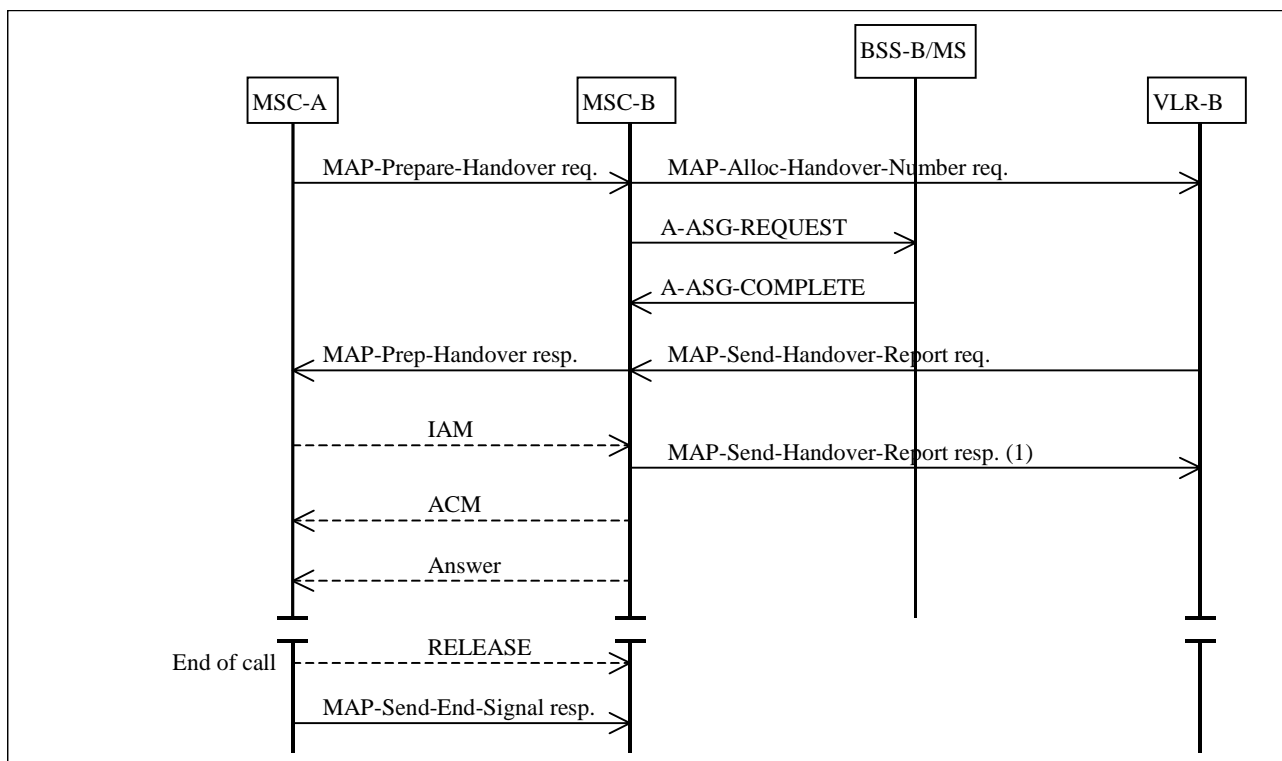 BSS-B/MS
MSC-A
MSC-B
VLR-B
MAP-Prepare-Handover req.
MAP-Alloc-Handover-Number req.
A-ASG-REQUEST
A-ASG-COMPLETE
MAP-Prep-Handover resp.
MAP-Send-Handover-Report req.
IAM
MAP-Send-Handover-Report resp. (1)
ACM
Answer
RELEASE
End of call
MAP-Send-End-Signal resp.